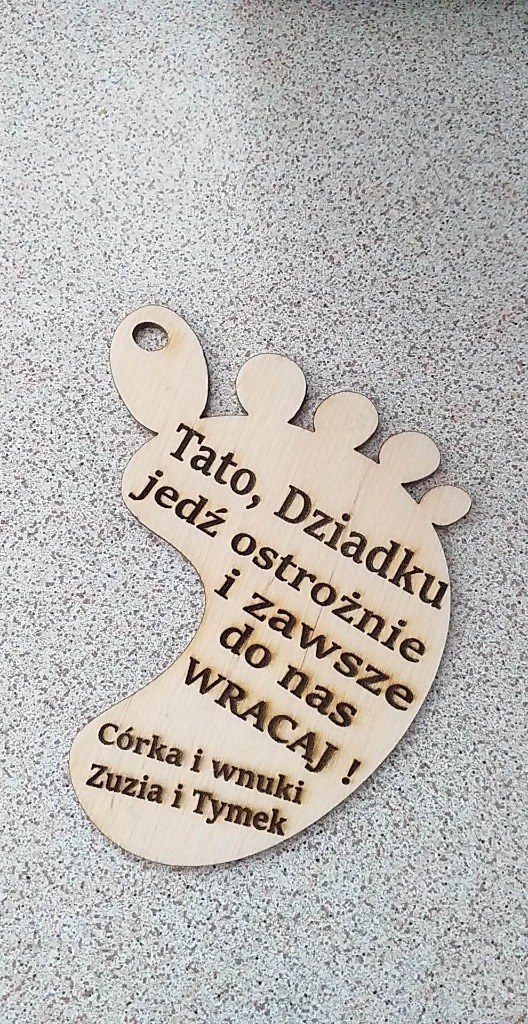 Tato, Dziadku
jedź ostrożnie
i zawsze
do nas
WRACAJ !
Córka i wnuki
Zuzia i Tymek